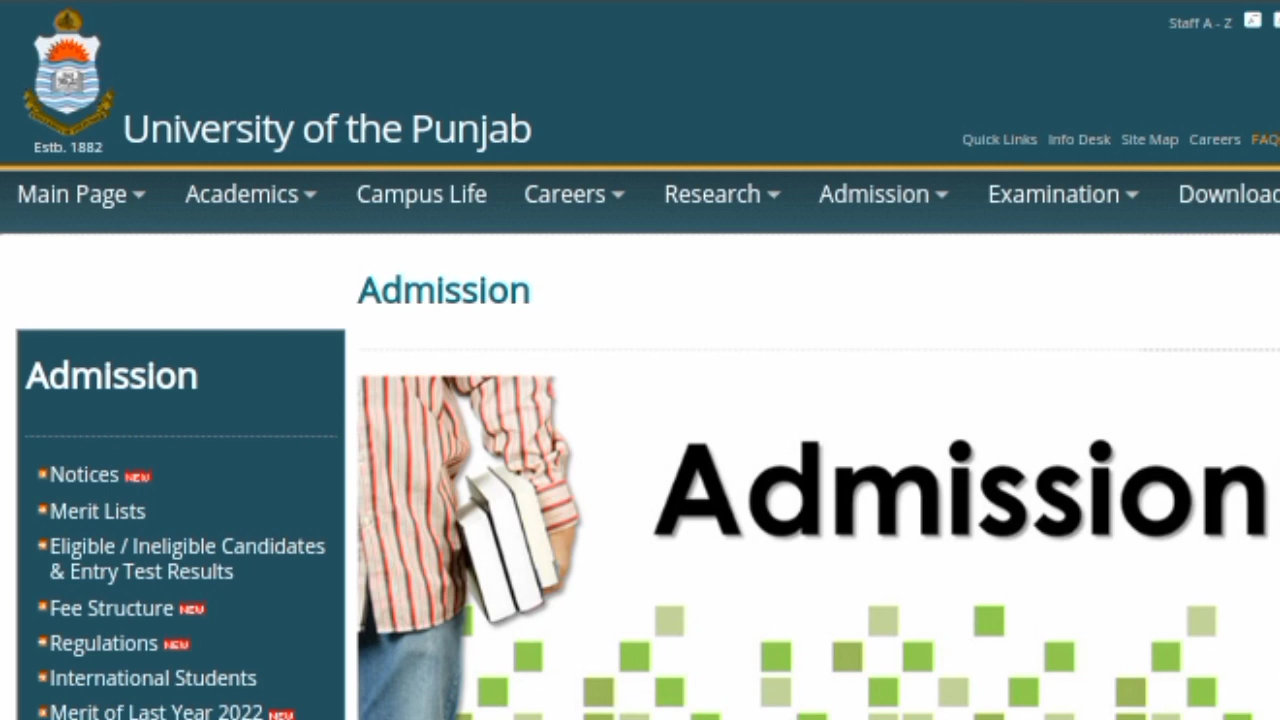 Staff A - Z
University of the Punjab
Estb. 1882
Quick Links Info Desk Site Map Careers FAQ
Main Page Academics Campus Life Careers Research Admission Examination Download
Admission
Admission
Notices NEW
Merit Lists
Eligible / Ineligible Candidates
& Entry Test Results
Fee Structure NEW
Regulations NEW
International Students
Merit of Last Year 2022 NEW
Admission